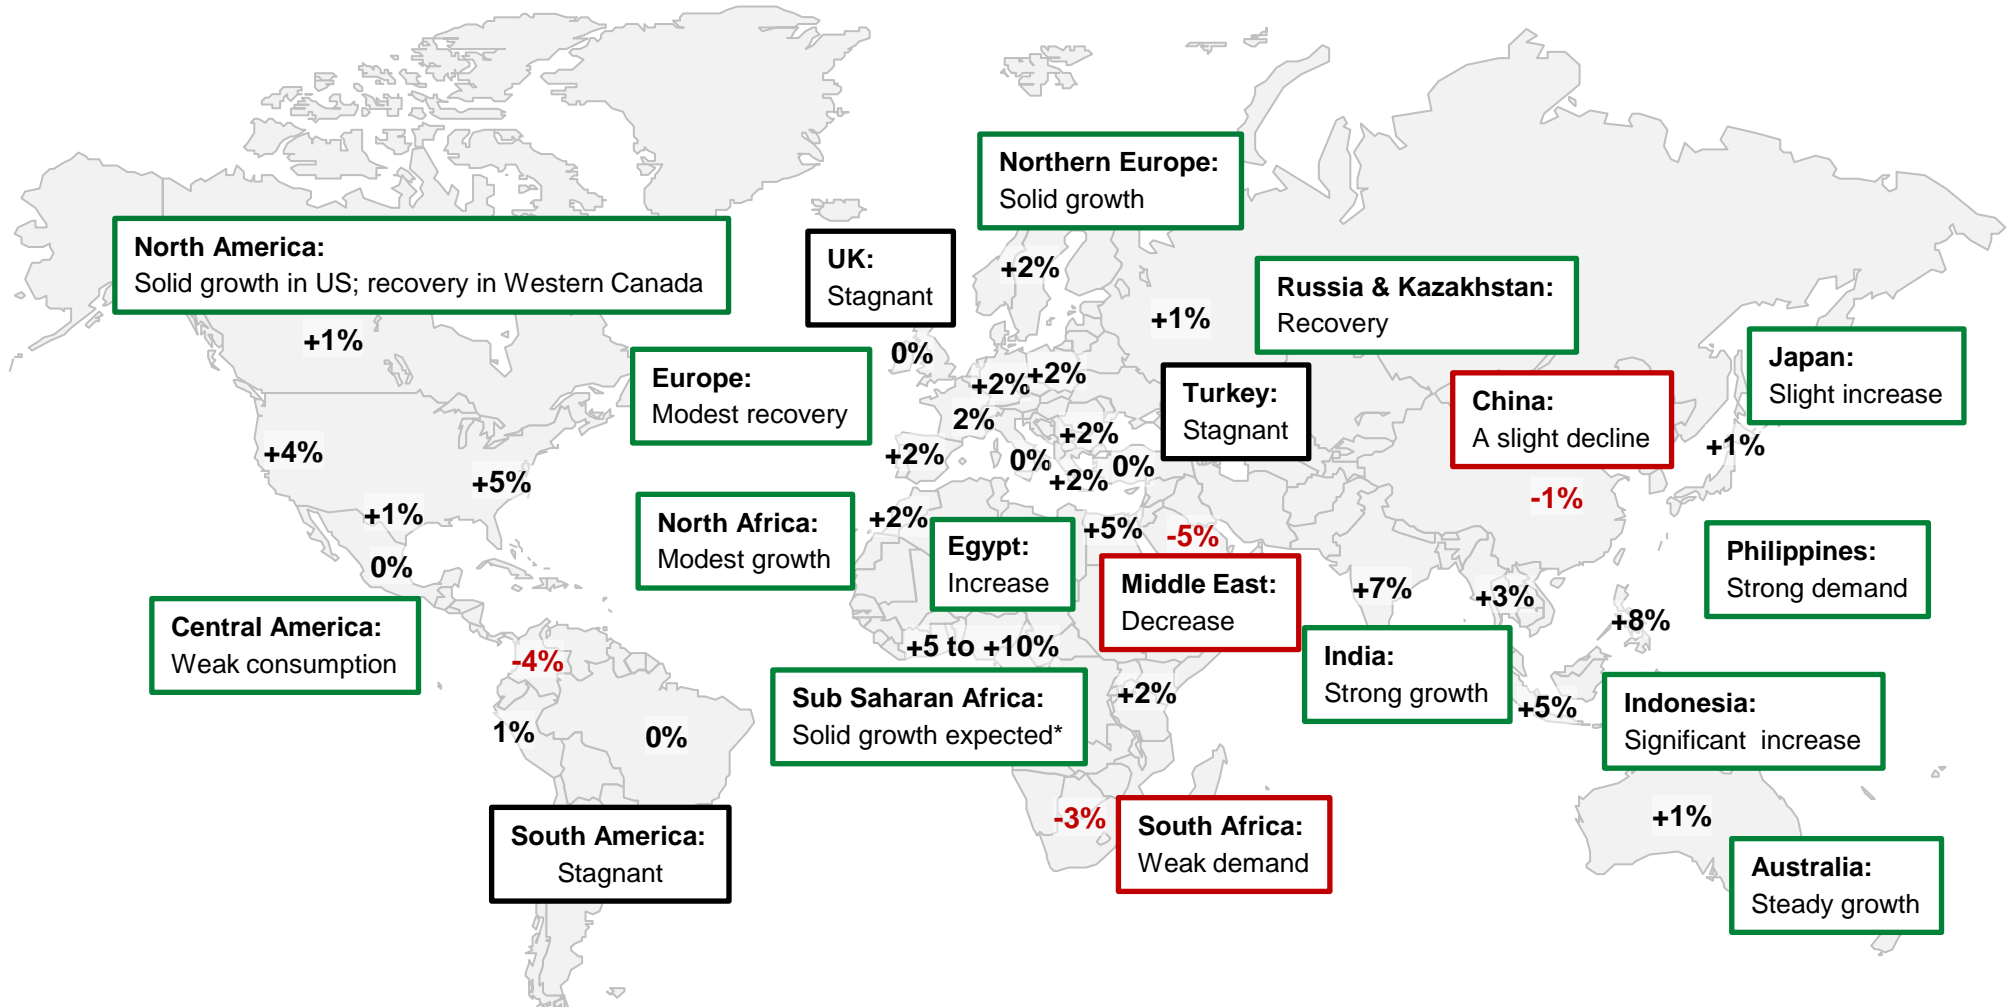 Northern Europe:
Solid growth
North America:
Solid growth in US; recovery in Western Canada
UK:
Stagnant
+2%
Russia & Kazakhstan:
Recovery
+1%
+1%
0%
Japan:
Slight increase
Europe:
Modest recovery
+2%
+2%
Turkey:
Stagnant
China:
A slight decline
2%
+2%
+1%
+4%
+2%
0%
0%
+5%
+2%
-1%
+1%
North Africa:
Modest growth
+2%
Egypt:
Increase
+5%
-5%
Philippines:
Strong demand
0%
Middle East:
Decrease
+7%
+3%
+8%
Central America:
Weak consumption
-4%
+5 to +10%
India:
Strong growth
Sub Saharan Africa:
Solid growth expected*
+2%
+5%
Indonesia:
Significant  increase
1%
0%
South America:
Stagnant
-3%
South Africa:
Weak demand
+1%
Australia:
Steady growth